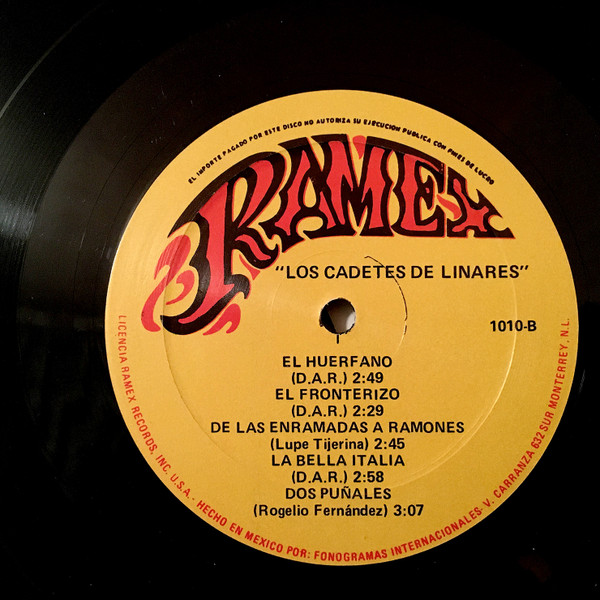 EL IMPORTE PAGADO POR ESTE DISCO NO AUTORIZA SU EJECUCION PUBLICA CON FINES DE LUCRO
RAMEX
"LOS CADETES DE LINARES"
1010-B
EL HUERFANO
(D.A.R.) 2:49
EL FRONTERIZO
(D.A.R.) 2:29
DE LAS ENRAMADAS A RAMONES
(Lupe Tijerina) 2:45
LA BELLA ITALIA
(D.A.R.) 2:58
DOS PUÑALES
(Rogelio Fernández) 3:07
LICENCIA RAMEX RECORDS, INC. U.S.A.- HECHO EN MEXICO POR: FONOGRAMAS INTERNACIONALES- V. CARRANZA 632 SUR MONTERREY, N.L.